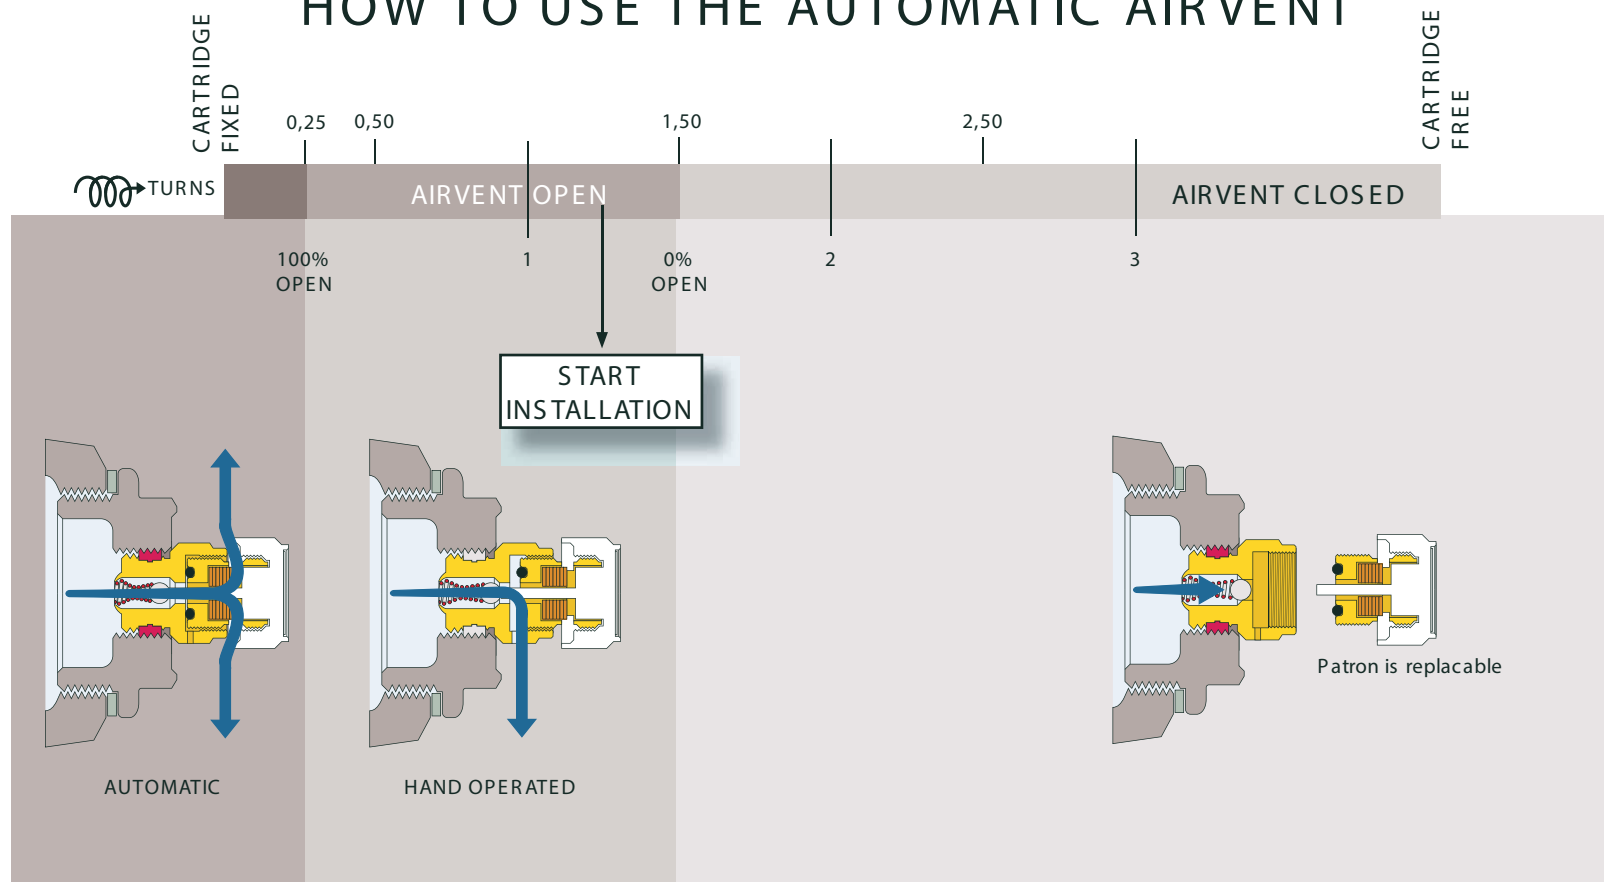 HOW TO USE THE AUTOMATIC AIRVENT
CARTRIDGE
FIXED
CARTRIDGE
FREE
0,25
0,50
1,50
2,50
TURNS
AIRVENT OPEN
AIRVENT CLOSED
100%
OPEN
1
0%
OPEN
2
3
START
INSTALLATION
Patron is replacable
AUTOMATIC
HAND OPERATED